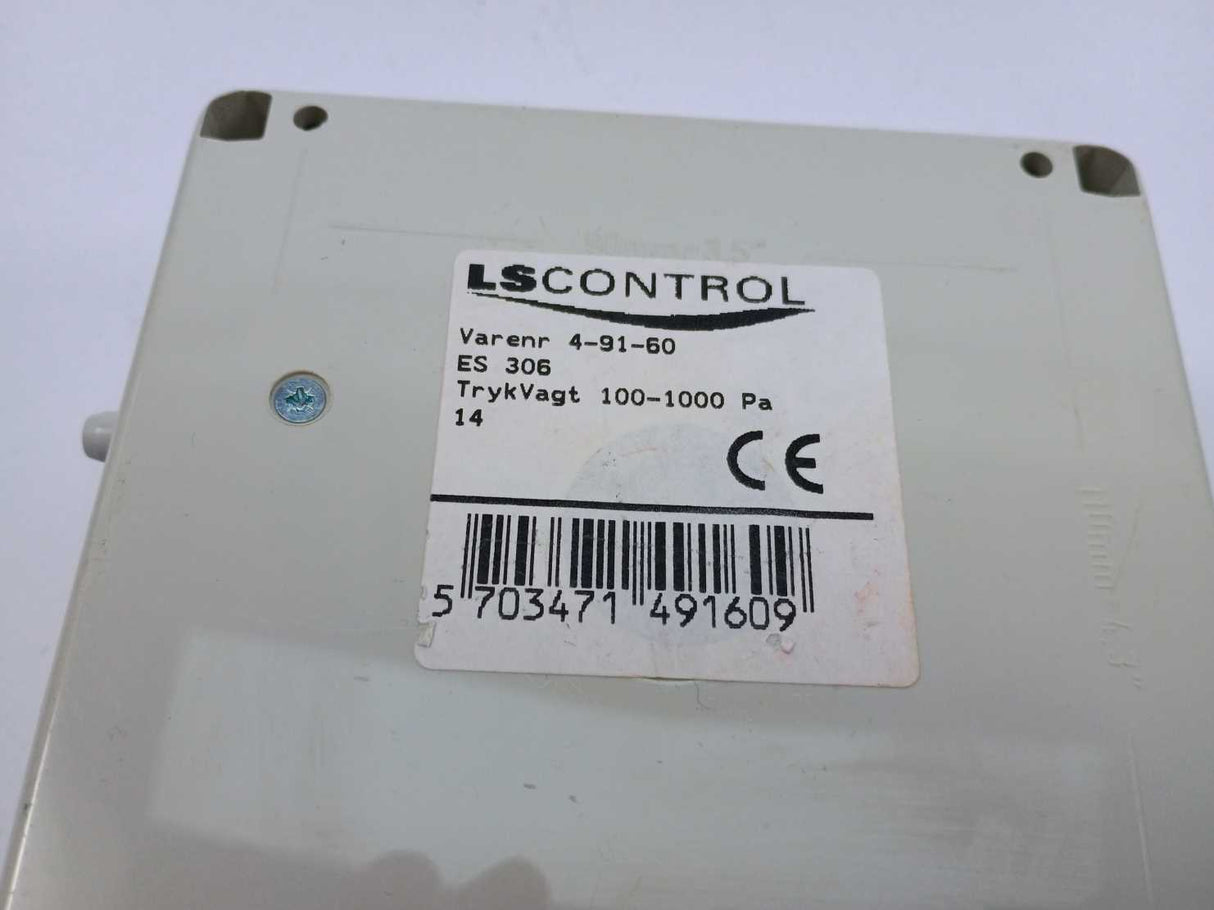 LSCONTROL
Varenr 4-91-60
ES 306
TrykVagt 100-1000 Pa
14
CE
5 703471 491609